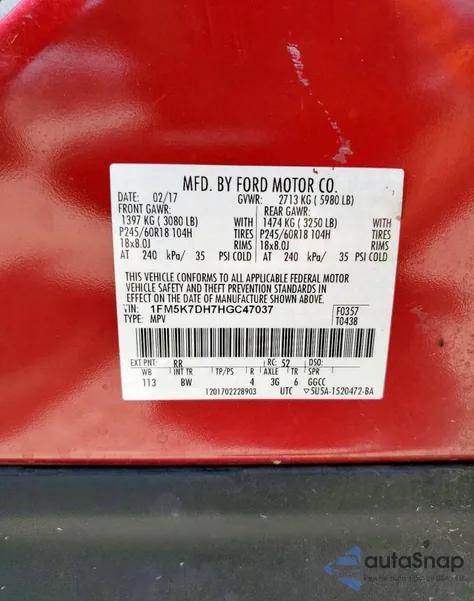 MFD. BY FORD MOTOR CO.
DATE: 02/17 GVWR: 2713 KG ( 5980 LB)
FRONT GAWR: REAR GAWR:
1397 KG ( 3080 LB) WITH 1474 KG ( 3250 LB) WITH
P245/60R18 104H TIRES P245/60R18 104H TIRES
18x8.0J RIMS 18x8.0J RIMS
AT 240 kPa/ 35 PSI COLD AT 240 kPa/ 35 PSI COLD
THIS VEHICLE CONFORMS TO ALL APPLICABLE FEDERAL MOTOR
VEHICLE SAFETY AND THEFT PREVENTION STANDARDS IN
EFFECT ON THE DATE OF MANUFACTURE SHOWN ABOVE.
VIN: 1FM5K7DH7HGC47037 F0357
TYPE: MPV T0438
EXT PNT: RR RC: 52 DSO:
WB INT TR TP/PS R AXLE TR SPR
113 BW 4 3G 6 GGCC
1201702228903 UTC ▽5U5A-1520472-BA
autoSnap